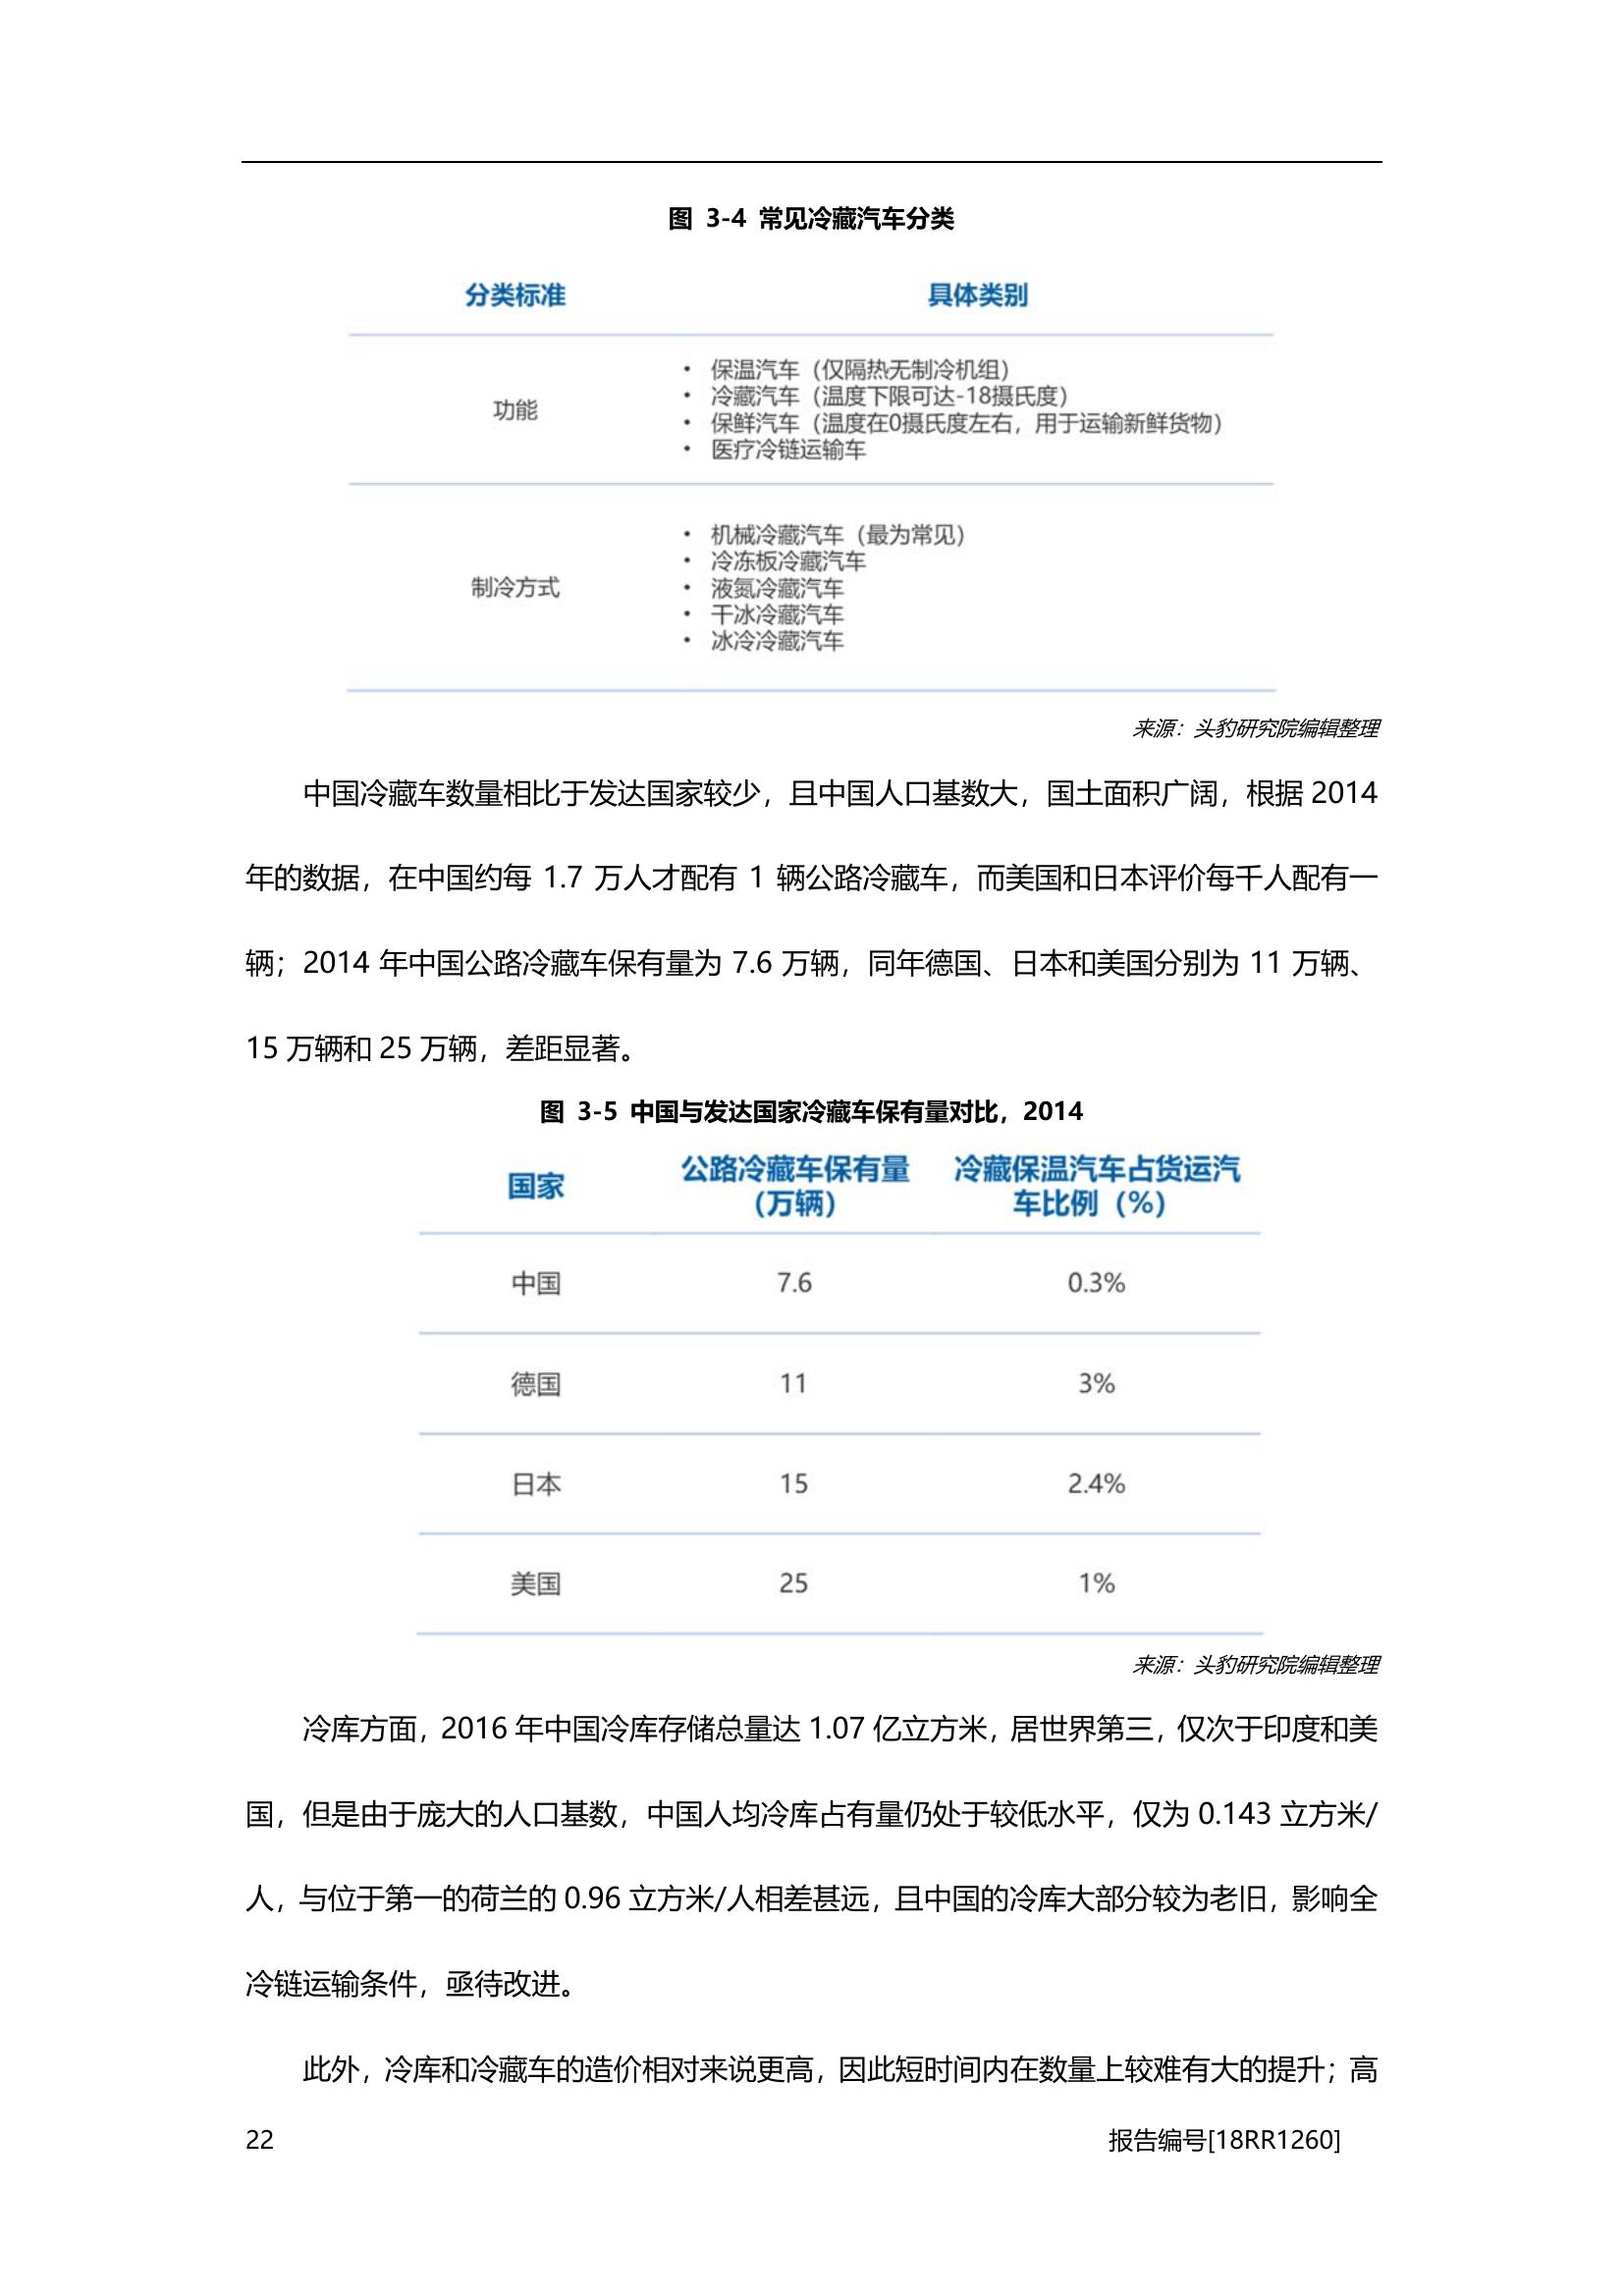 图 3-4 常见冷藏汽车分类
分类标准 具体类别
功能
• 保温汽车（仅隔热无制冷机组）
• 冷藏汽车（温度下限可达-18摄氏度）
• 保鲜汽车（温度在0摄氏度左右，用于运输新鲜货物）
• 医疗冷链运输车
制冷方式
• 机械冷藏汽车（最为常见）
• 冷冻板冷藏汽车
• 液氮冷藏汽车
• 干冰冷藏汽车
• 冰冷冷藏汽车
来源：头豹研究院编辑整理
中国冷藏车数量相比于发达国家较少，且中国人口基数大，国土面积广阔，根据 2014
年的数据，在中国约每 1.7 万人才配有 1 辆公路冷藏车，而美国和日本评价每千人配有一
辆；2014 年中国公路冷藏车保有量为 7.6 万辆，同年德国、日本和美国分别为 11 万辆、
15 万辆和 25 万辆，差距显著。
图 3-5 中国与发达国家冷藏车保有量对比，2014
国家 公路冷藏车保有量（万辆） 冷藏保温汽车占货运汽车比例（%）
中国 7.6 0.3%
德国 11 3%
日本 15 2.4%
美国 25 1%
来源：头豹研究院编辑整理
冷库方面，2016 年中国冷库存储总量达 1.07 亿立方米，居世界第三，仅次于印度和美
国，但是由于庞大的人口基数，中国人均冷库占有量仍处于较低水平，仅为 0.143 立方米/
人，与位于第一的荷兰的 0.96 立方米/人相差甚远，且中国的冷库大部分较为老旧，影响全
冷链运输条件，亟待改进。
此外，冷库和冷藏车的造价相对来说更高，因此短时间内在数量上较难有大的提升；高
22 报告编号[18RR1260]